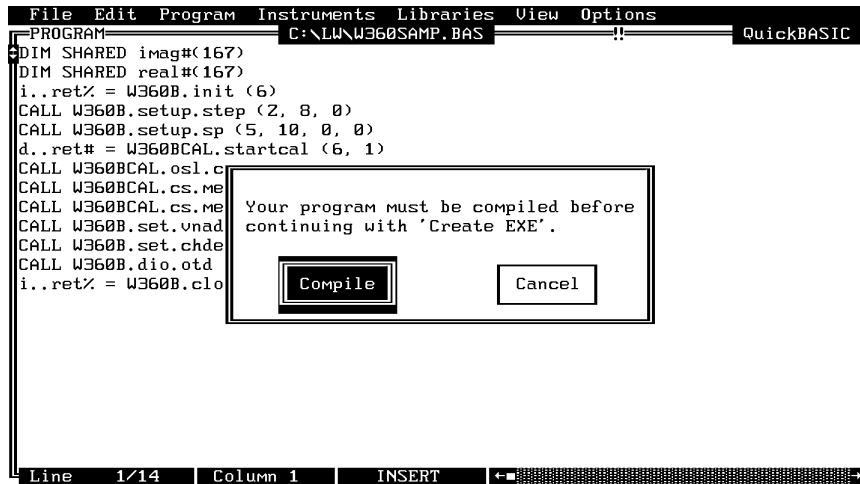 File Edit Program Instruments Libraries View Options
PROGRAM C:\LW\W360SAMP.BAS !! QuickBASIC
DIM SHARED imag#(167)
DIM SHARED real#(167)
i..ret% = W360B.init (6)
CALL W360B.setup.step (2, 8, 0)
CALL W360B.setup.sp (5, 10, 0, 0)
d..ret# = W360BCAL.startcal (6, 1)
CALL W360BCAL.osl.c
CALL W360BCAL.cs.me
CALL W360BCAL.cs.me
CALL W360B.set.vnad
CALL W360B.set.chde
CALL W360B.dio.otd
i..ret% = W360B.clo
Your program must be compiled before
continuing with 'Create EXE'.
Compile Cancel
Line 1/14 Column 1 INSERT